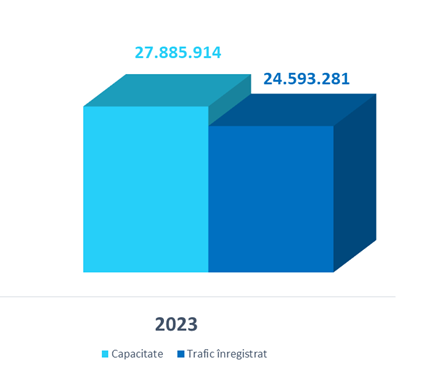 27.885.914
24.593.281
2023
Capacitate Trafic înregistrat